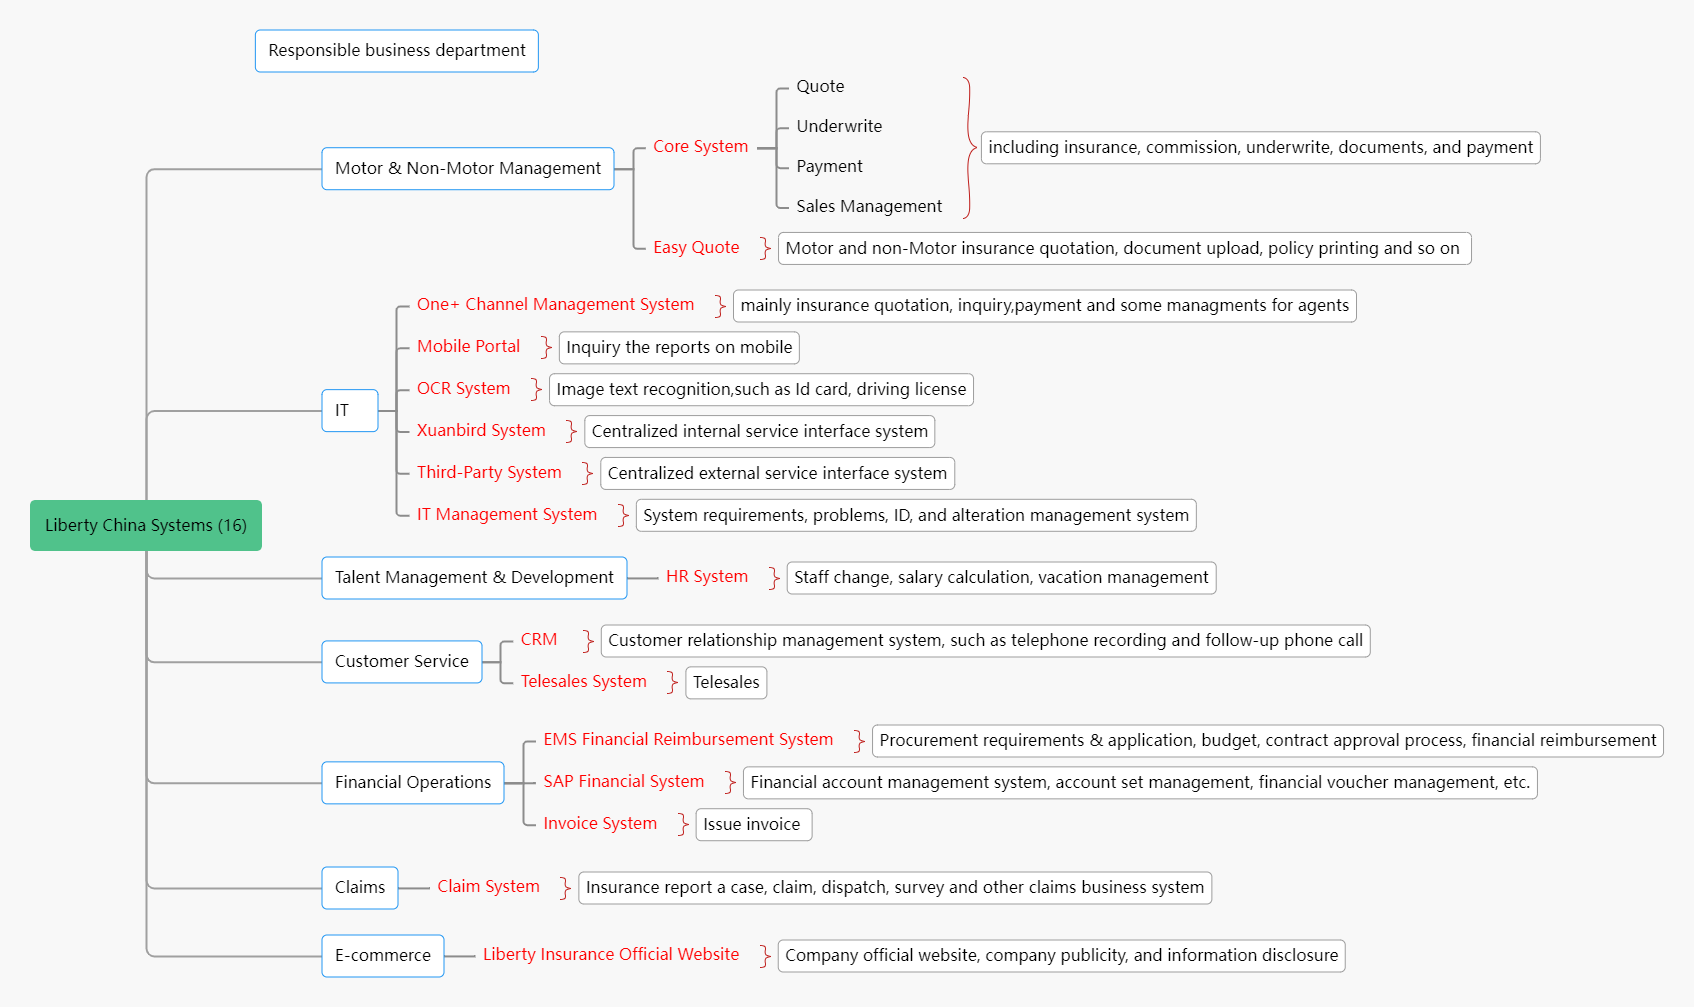 Responsible business department
Liberty China Systems (16)
Motor & Non-Motor Management
Core System
Quote
Underwrite
Payment
Sales Management
including insurance, commission, underwrite, documents, and payment
Easy Quote
Motor and non-Motor insurance quotation, document upload, policy printing and so on
IT
One+ Channel Management System
mainly insurance quotation, inquiry,payment and some managments for agents
Mobile Portal
Inquiry the reports on mobile
OCR System
Image text recognition,such as Id card, driving license
Xuanbird System
Centralized internal service interface system
Third-Party System
Centralized external service interface system
IT Management System
System requirements, problems, ID, and alteration management system
Talent Management & Development
HR System
Staff change, salary calculation, vacation management
Customer Service
CRM
Customer relationship management system, such as telephone recording and follow-up phone call
Telesales System
Telesales
Financial Operations
EMS Financial Reimbursement System
Procurement requirements & application, budget, contract approval process, financial reimbursement
SAP Financial System
Financial account management system, account set management, financial voucher management, etc.
Invoice System
Issue invoice
Claims
Claim System
Insurance report a case, claim, dispatch, survey and other claims business system
E-commerce
Liberty Insurance Official Website
Company official website, company publicity, and information disclosure